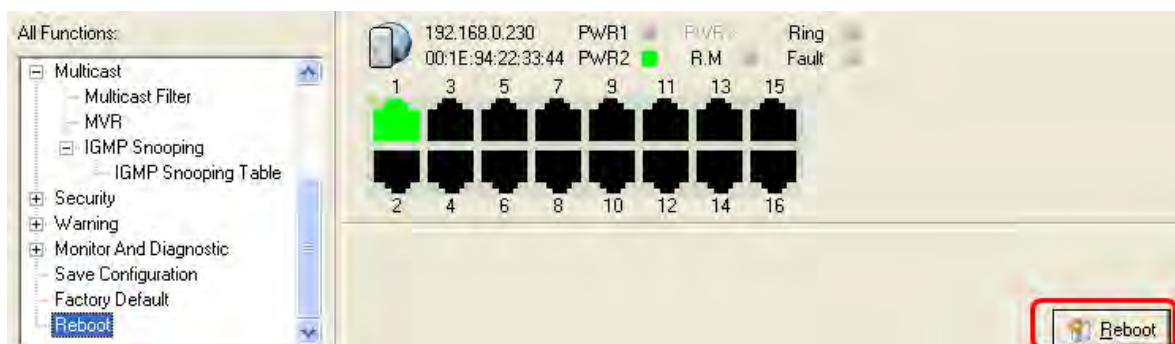 All Functions:
Multicast
Multicast Filter
MVR
IGMP Snooping
IGMP Snooping Table
Security
Warning
Monitor And Diagnostic
Save Configuration
Factory Default
Reboot
192.168.0.230 PWR1 Ring
00:1E:94:22:33:44 PWR2 R.M Fault
1 3 5 7 9 11 13 15
2 4 6 8 10 12 14 16
Reboot